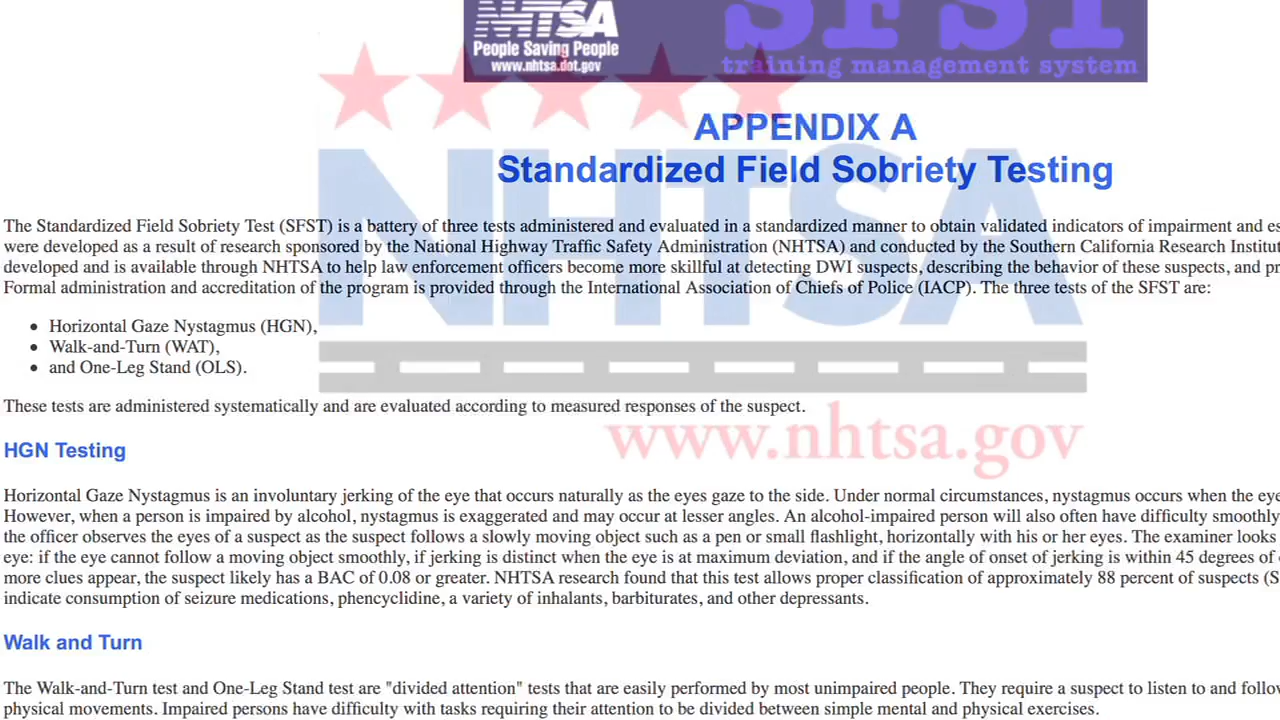 NHTSA
People Saving People
www.nhtsa.dot.gov
SFST
training management system
APPENDIX A
Standardized Field Sobriety Testing
NHTSA
The Standardized Field Sobriety Test (SFST) is a battery of three tests administered and evaluated in a standardized manner to obtain validated indicators of impairment and es
were developed as a result of research sponsored by the National Highway Traffic Safety Administration (NHTSA) and conducted by the Southern California Research Institut
developed and is available through NHTSA to help law enforcement officers become more skillful at detecting DWI suspects, describing the behavior of these suspects, and pr
Formal administration and accreditation of the program is provided through the International Association of Chiefs of Police (IACP). The three tests of the SFST are:
• Horizontal Gaze Nystagmus (HGN),
• Walk-and-Turn (WAT),
• and One-Leg Stand (OLS).
These tests are administered systematically and are evaluated according to measured responses of the suspect.
www.nhtsa.gov
HGN Testing
Horizontal Gaze Nystagmus is an involuntary jerking of the eye that occurs naturally as the eyes gaze to the side. Under normal circumstances, nystagmus occurs when the eye
However, when a person is impaired by alcohol, nystagmus is exaggerated and may occur at lesser angles. An alcohol-impaired person will also often have difficulty smoothly
the officer observes the eyes of a suspect as the suspect follows a slowly moving object such as a pen or small flashlight, horizontally with his or her eyes. The examiner looks
eye: if the eye cannot follow a moving object smoothly, if jerking is distinct when the eye is at maximum deviation, and if the angle of onset of jerking is within 45 degrees of
more clues appear, the suspect likely has a BAC of 0.08 or greater. NHTSA research found that this test allows proper classification of approximately 88 percent of suspects (S
indicate consumption of seizure medications, phencyclidine, a variety of inhalants, barbiturates, and other depressants.
Walk and Turn
The Walk-and-Turn test and One-Leg Stand test are "divided attention" tests that are easily performed by most unimpaired people. They require a suspect to listen to and follo
physical movements. Impaired persons have difficulty with tasks requiring their attention to be divided between simple mental and physical exercises.